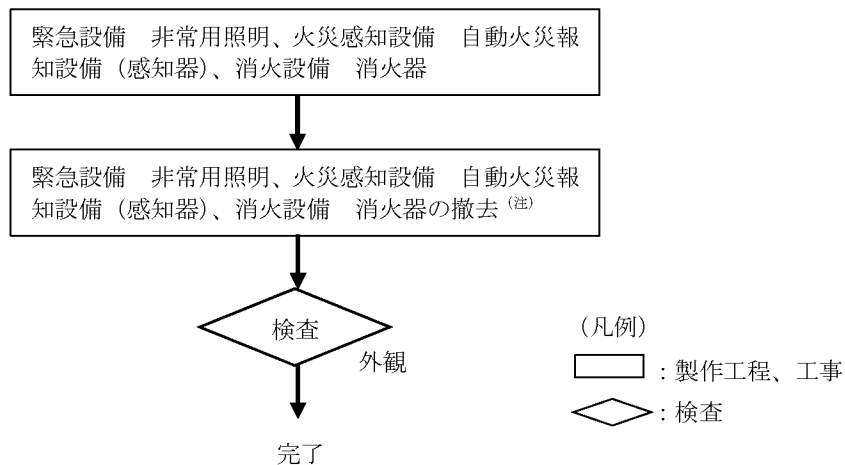 緊急設備　非常用照明、火災感知設備　自動火災報
知設備（感知器）、消火設備　消火器
緊急設備　非常用照明、火災感知設備　自動火災報
知設備（感知器）、消火設備　消火器の撤去（注）
検査
外観
完了
（凡例）
：製作工程、工事
：検査